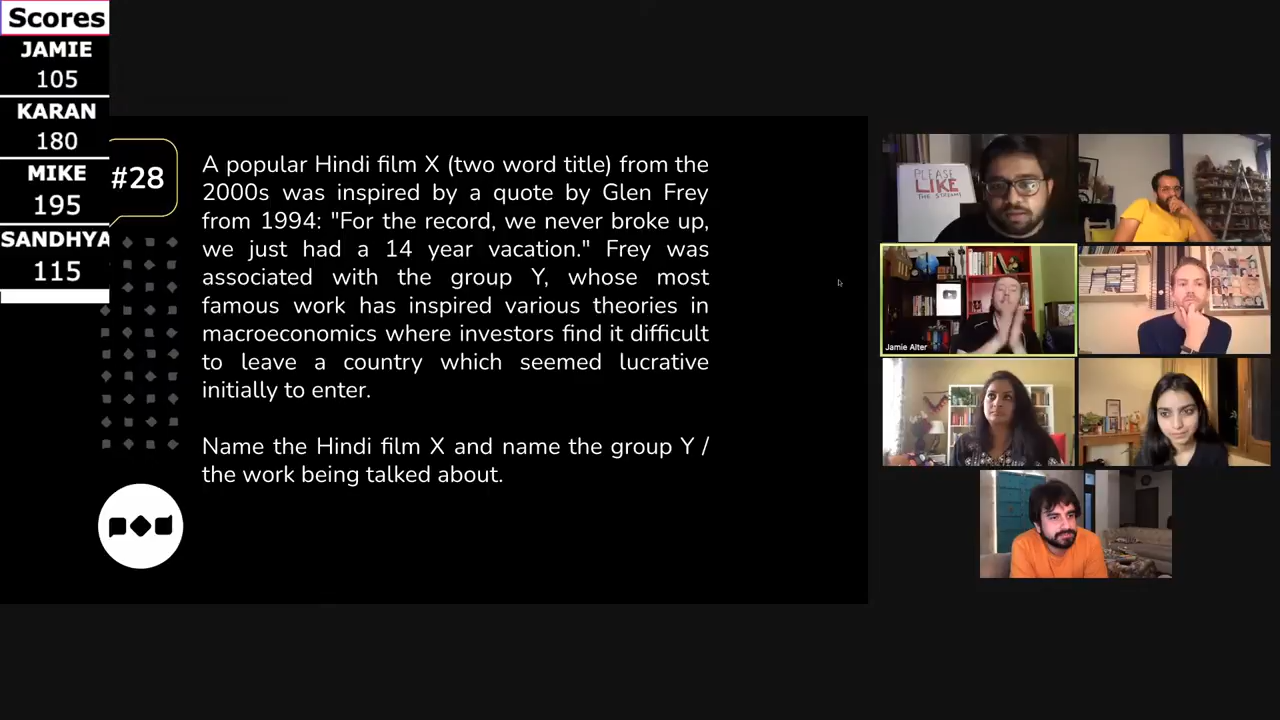 Scores
JAMIE
105
KARAN
180
MIKE
195
SANDHYA
115
#28
A popular Hindi film X (two word title) from the
2000s was inspired by a quote by Glen Frey
from 1994: "For the record, we never broke up,
we just had a 14 year vacation." Frey was
associated with the group Y, whose most
famous work has inspired various theories in
macroeconomics where investors find it difficult
to leave a country which seemed lucrative
initially to enter.
Name the Hindi film X and name the group Y /
the work being talked about.
PLEASE
LIKE
THE STREAM
Jamie Alter